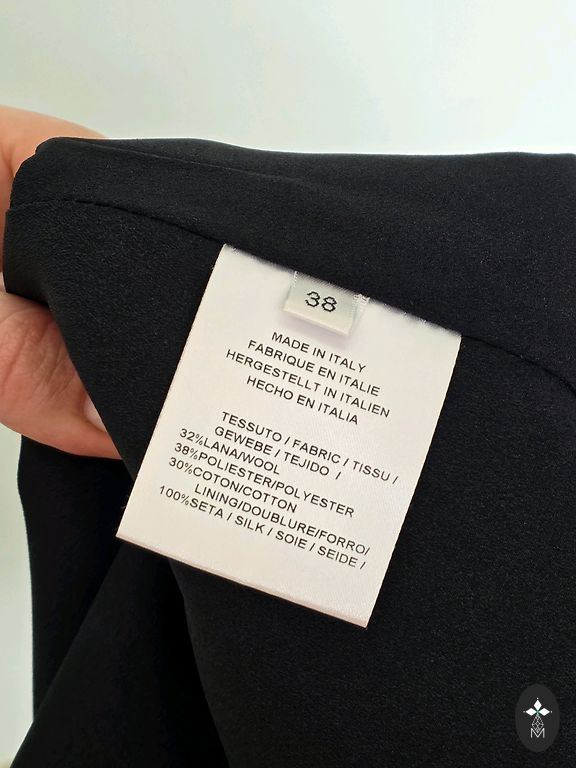 38
MADE IN ITALY
FABRIQUE EN ITALIE
HERGESTELLT IN ITALIEN
HECHO EN ITALIA
TESSUTO / FABRIC / TISSU /
GEWEBE / TEJIDO /
32%LANA/WOOL
38%POLIESTER/POLYESTER
30%COTON/COTTON
LINING/DOUBLURE/FORRO/
100%SETA / SILK / SOIE / SEIDE /
M